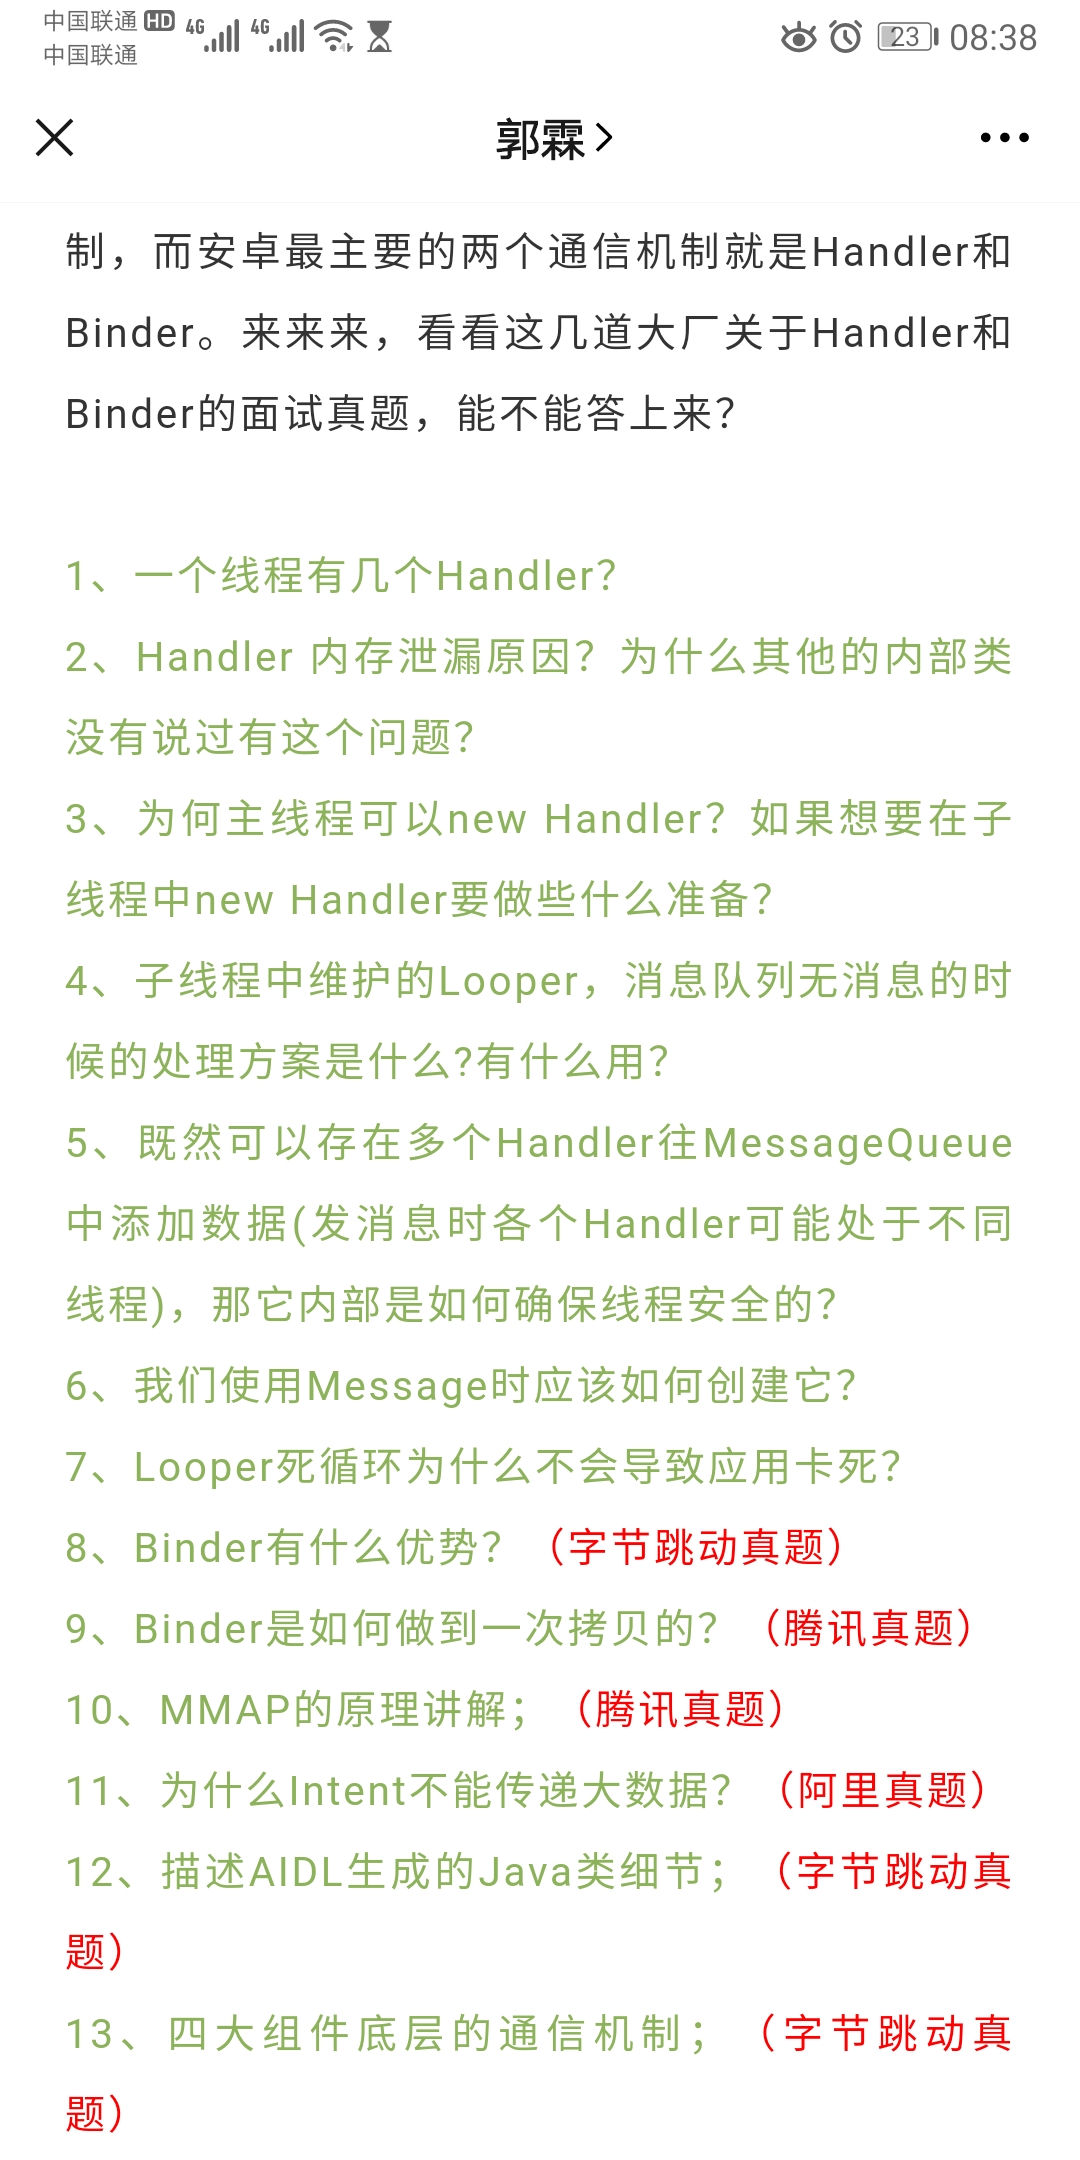 中国联通 HD 4G 4G 23 08:38
中国联通
郭霖
制，而安卓最主要的两个通信机制就是Handler和
Binder。来来来，看看这几道大厂关于Handler和
Binder的面试真题，能不能答上来？
1、一个线程有几个Handler？
2、Handler 内存泄漏原因？为什么其他的内部类
没有说过有这个问题？
3、为何主线程可以new Handler？如果想要在子
线程中new Handler要做些什么准备？
4、子线程中维护的Looper，消息队列无消息的时
候的处理方案是什么?有什么用？
5、既然可以存在多个Handler往MessageQueue
中添加数据(发消息时各个Handler可能处于不同
线程)，那它内部是如何确保线程安全的？
6、我们使用Message时应该如何创建它？
7、Looper死循环为什么不会导致应用卡死？
8、Binder有什么优势？（字节跳动真题）
9、Binder是如何做到一次拷贝的？（腾讯真题）
10、MMAP的原理讲解；（腾讯真题）
11、为什么Intent不能传递大数据？（阿里真题）
12、描述AIDL生成的Java类细节；（字节跳动真
题）
13、四大组件底层的通信机制；（字节跳动真
题）